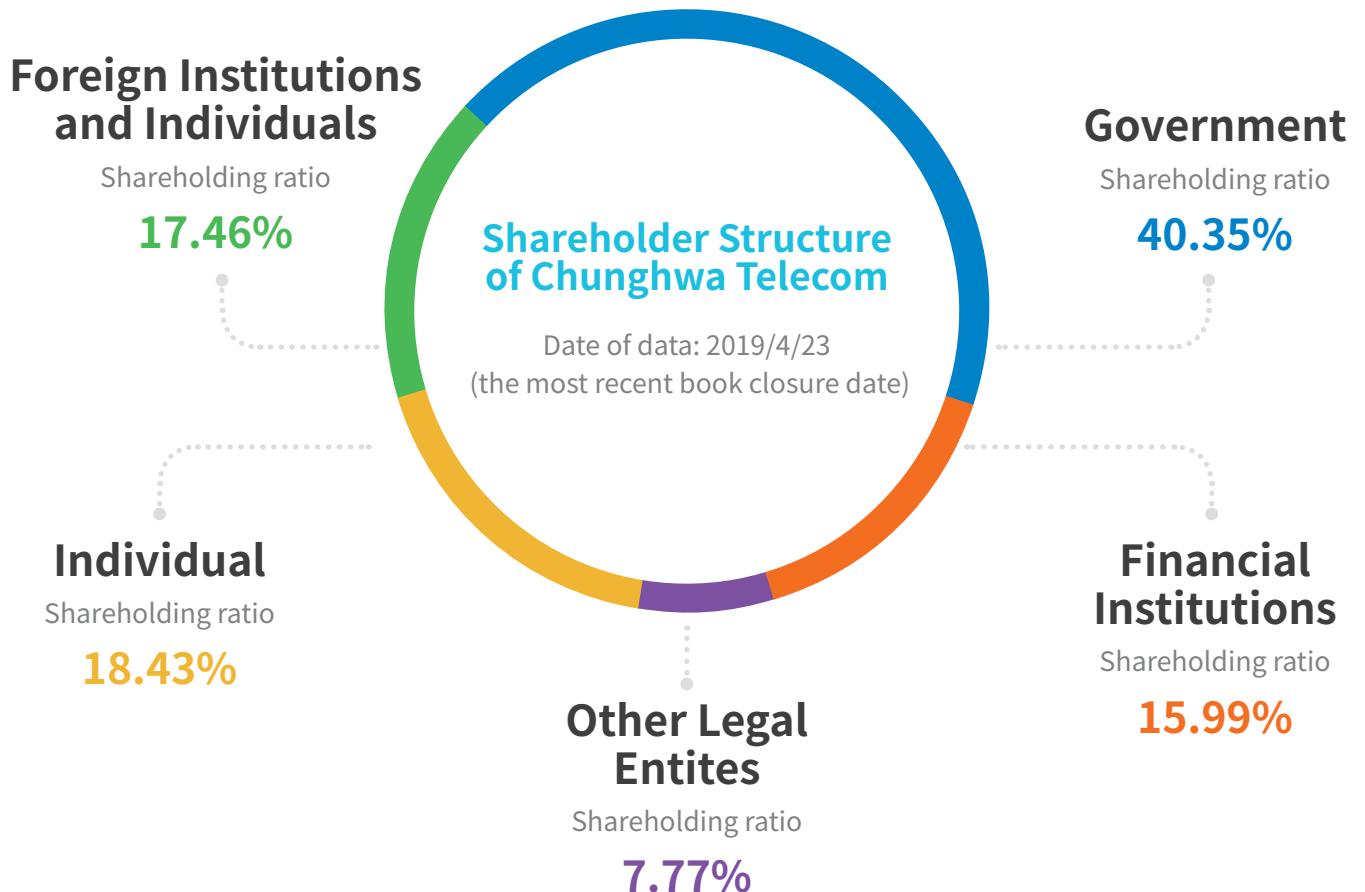 Foreign Institutions
and Individuals
Shareholding ratio
17.46%
Government
Shareholding ratio
40.35%
Shareholder Structure
of Chunghwa Telecom
Date of data: 2019/4/23
(the most recent book closure date)
Individual
Shareholding ratio
18.43%
Financial
Institutions
Shareholding ratio
15.99%
Other Legal
Entites
Shareholding ratio
7.77%